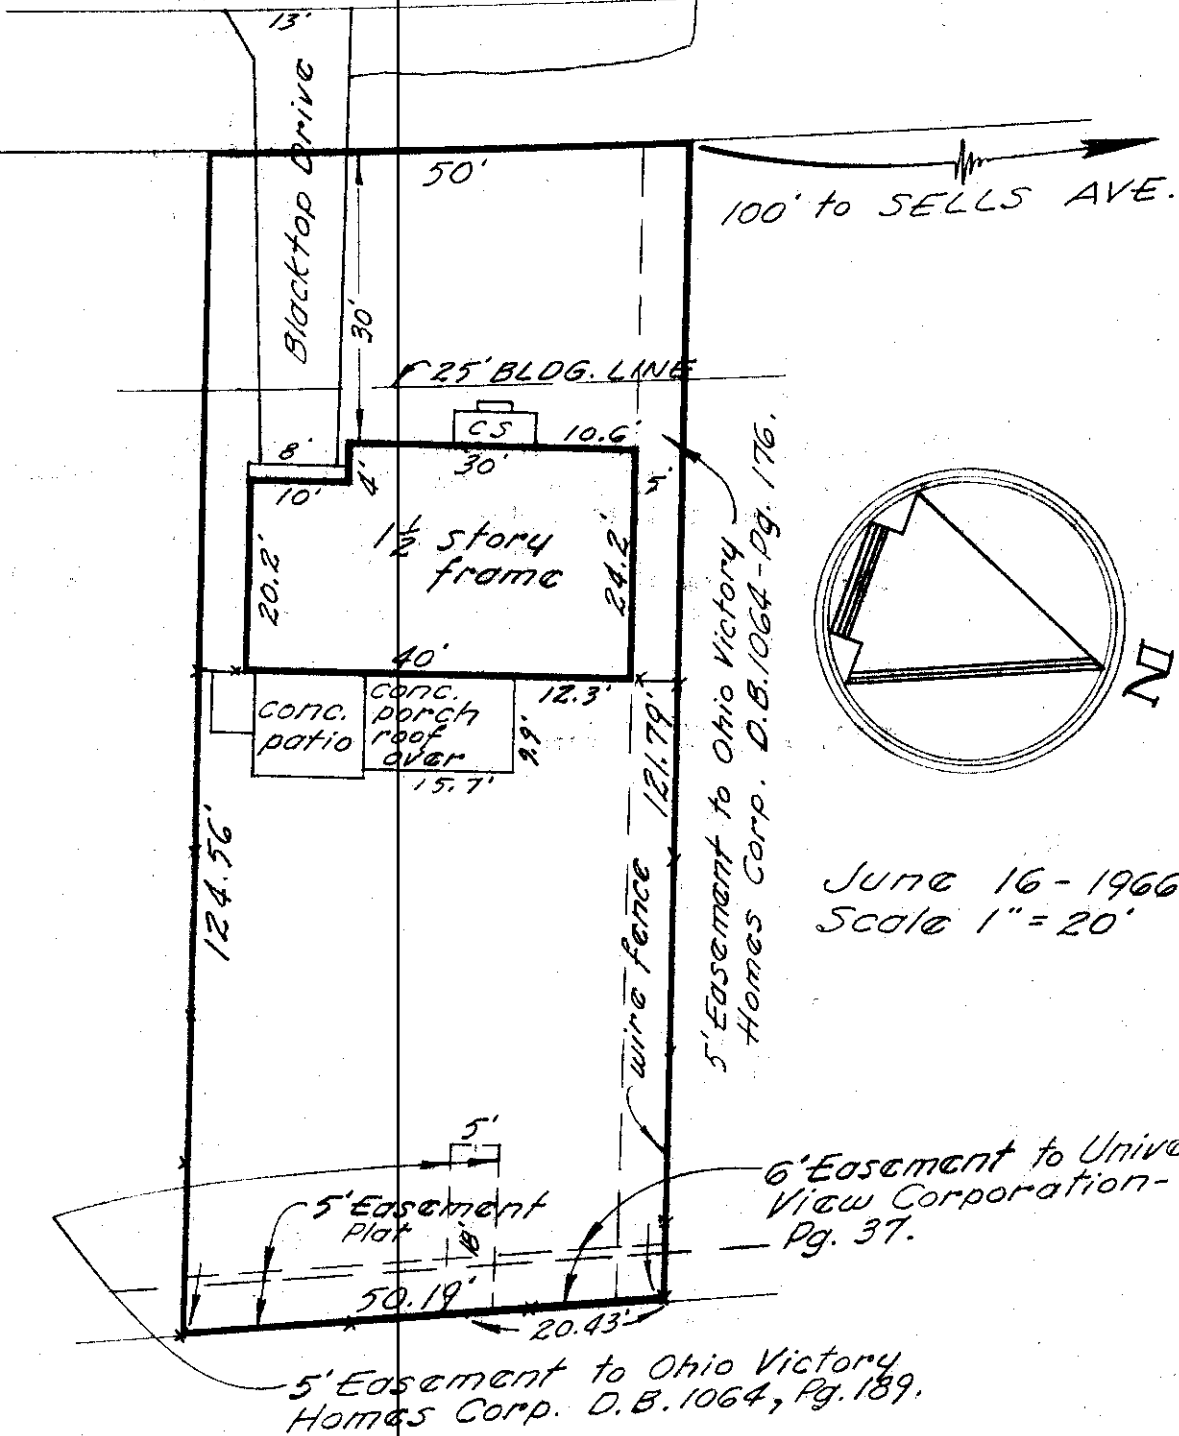 13'
Blacktop Drive
50'
100' to SELLS AVE.
30'
25' BLDG. LINE
CS
10.6'
8'
30'
10'
4'
5'
1½ story
frame
20.2'
24.2'
40'
12.3'
conc.
patio
conc.
porch
roof
over
9.9'
15.7'
124.56'
121.79'
wire fence
5' Easement to Ohio Victory
Homes Corp. D.B. 1064 - Pg. 176.
N
June 16 - 1966
Scale 1" = 20'
5'
5' Easement
Plat
18'
6' Easement to Unive
View Corporation -
Pg. 37.
50.19'
20.43'
5' Easement to Ohio Victory
Homes Corp. D.B. 1064, Pg. 189.